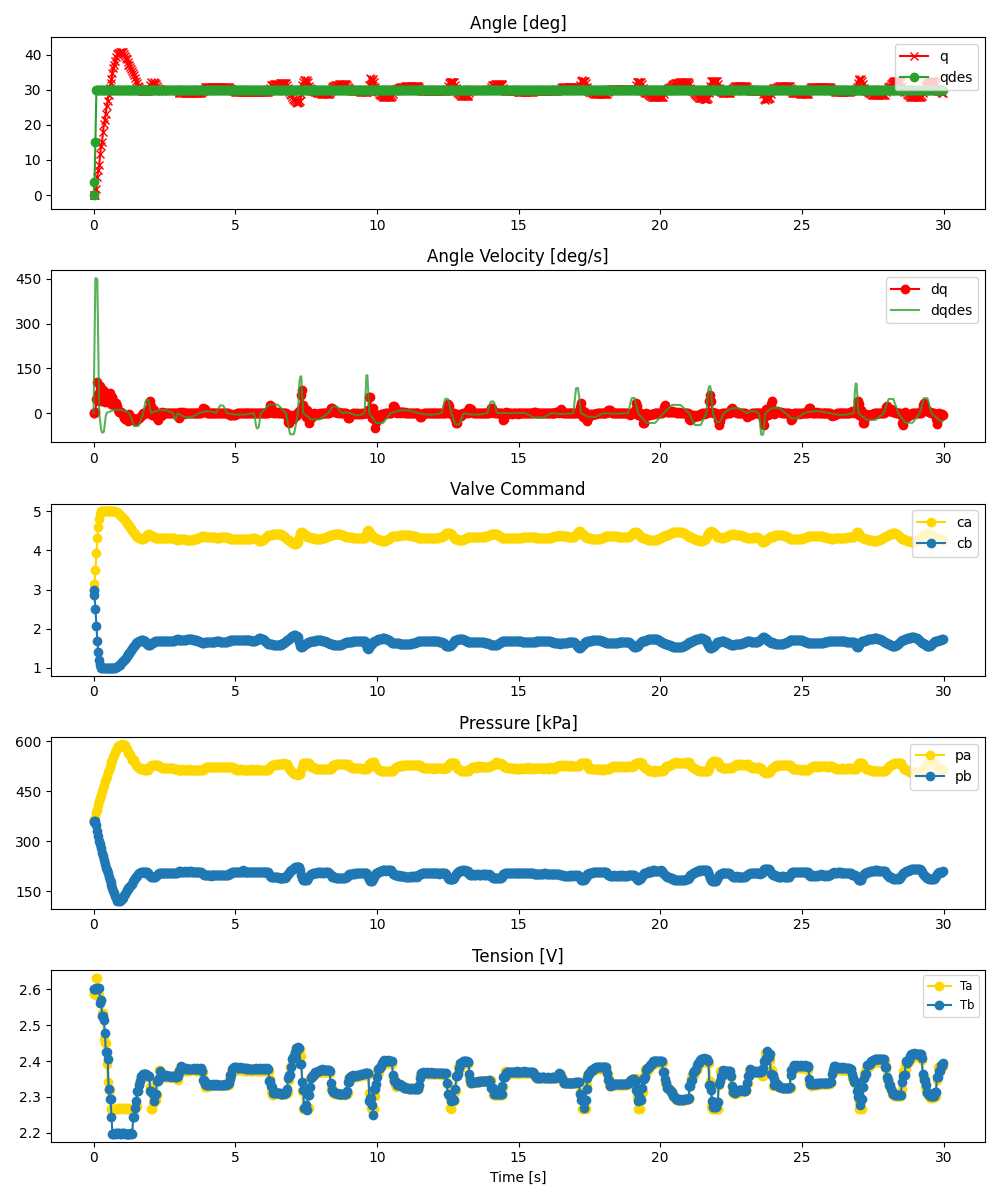 Angle [deg]
40
30
20
10
0
q
qdes
0 5 10 15 20 25 30
Angle Velocity [deg/s]
450
300
150
0
dq
dqdes
0 5 10 15 20 25 30
Valve Command
5
4
3
2
1
ca
cb
0 5 10 15 20 25 30
Pressure [kPa]
600
450
300
150
pa
pb
0 5 10 15 20 25 30
Tension [V]
2.6
2.5
2.4
2.3
2.2
Ta
Tb
0 5 10 15 20 25 30
Time [s]